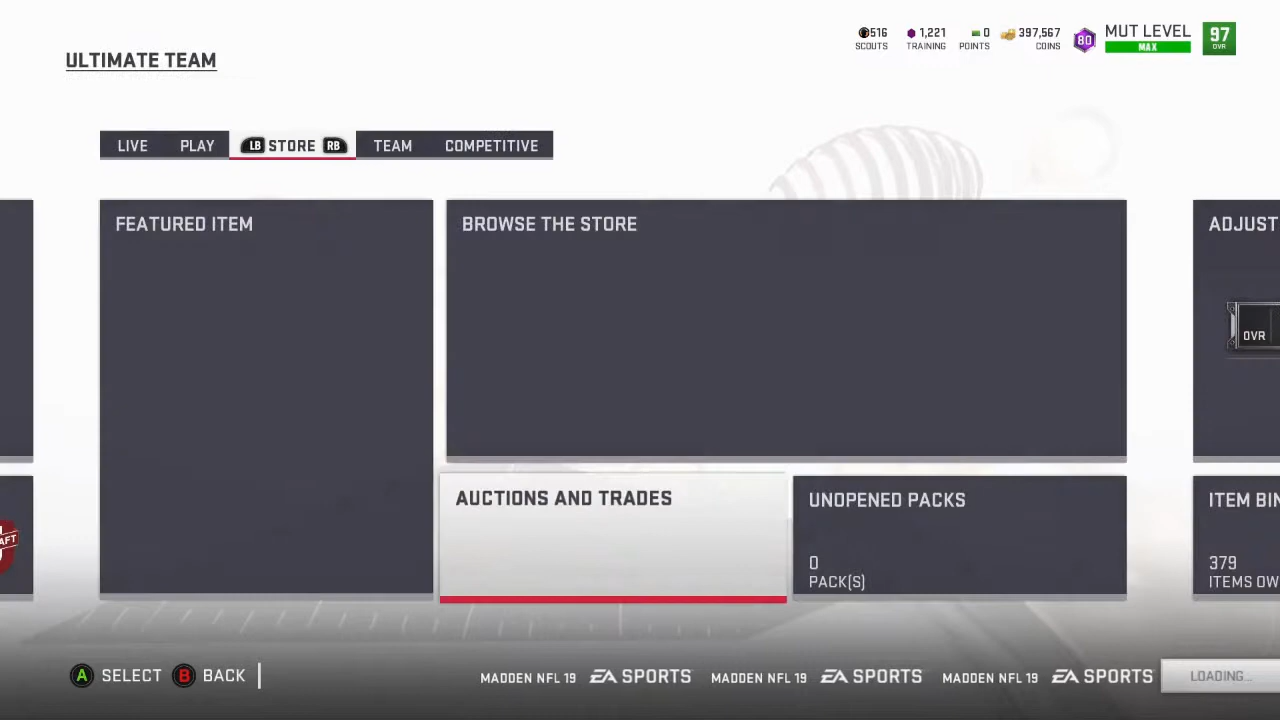 ULTIMATE TEAM
516
SCOUTS
1,221
TRAINING
0
POINTS
397,567
COINS
80
MUT LEVEL
MAX
97
OVR
LIVE
PLAY
LB STORE RB
TEAM
COMPETITIVE
FEATURED ITEM
BROWSE THE STORE
ADJUST
OVR
AFT
AUCTIONS AND TRADES
UNOPENED PACKS
0
PACK(S)
ITEM BIN
379
ITEMS OW
A SELECT B BACK
MADDEN NFL 19 EA SPORTS MADDEN NFL 19 EA SPORTS MADDEN NFL 19 EA SPORTS
LOADING...